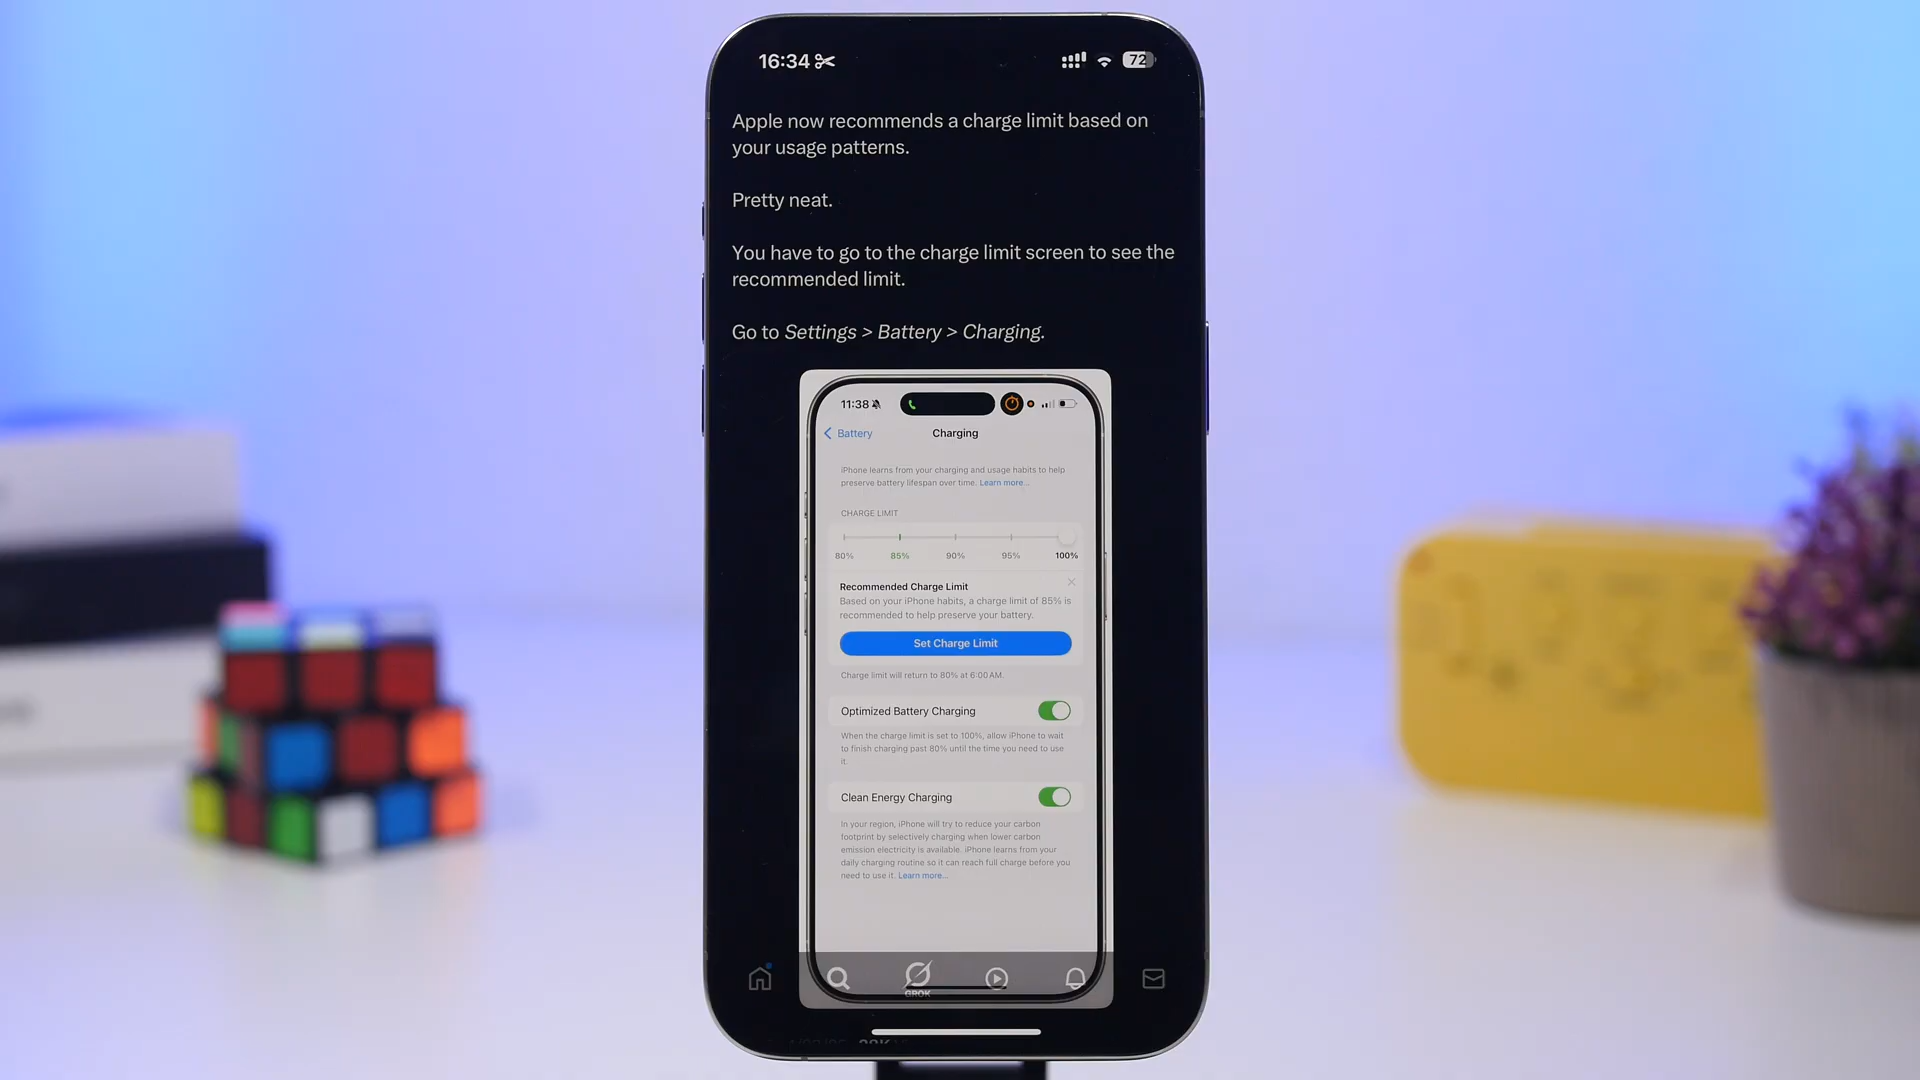 16:34
72
Apple now recommends a charge limit based on
your usage patterns.
Pretty neat.
You have to go to the charge limit screen to see the
recommended limit.
Go to Settings > Battery > Charging.
11:38
Battery
Charging
iPhone learns from your charging and usage habits to help
preserve battery lifespan over time. Learn more...
CHARGE LIMIT
80% 85% 90% 95% 100%
Recommended Charge Limit
Based on your iPhone habits, a charge limit of 85% is
recommended to help preserve your battery.
Set Charge Limit
Charge limit will return to 80% at 6:00 AM.
Optimized Battery Charging
When the charge limit is set to 100%, allow iPhone to wait
to finish charging past 80% until the time you need to use
it.
Clean Energy Charging
In your region, iPhone will try to reduce your carbon
footprint by selectively charging when lower carbon
emission electricity is available. iPhone learns from your
daily charging routine so it can reach full charge before you
need to use it. Learn more...
GROK